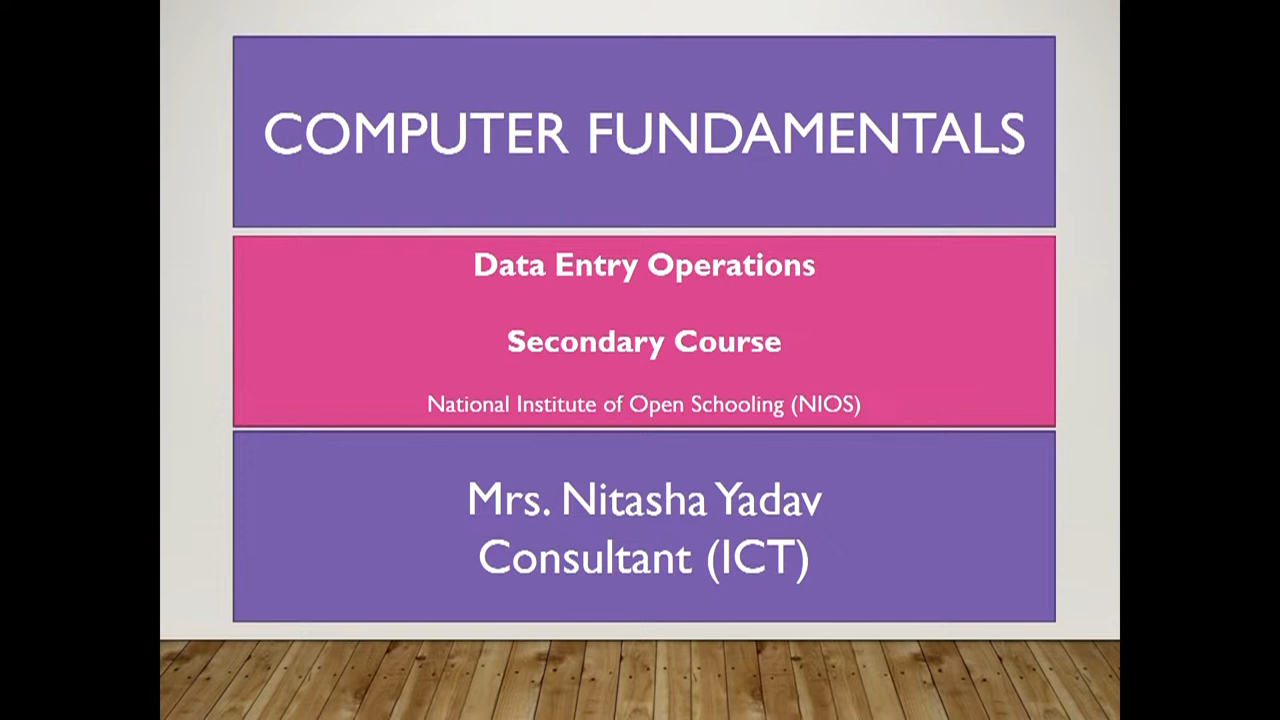 COMPUTER FUNDAMENTALS
Data Entry Operations
Secondary Course
National Institute of Open Schooling (NIOS)
Mrs. Nitasha Yadav
Consultant (ICT)